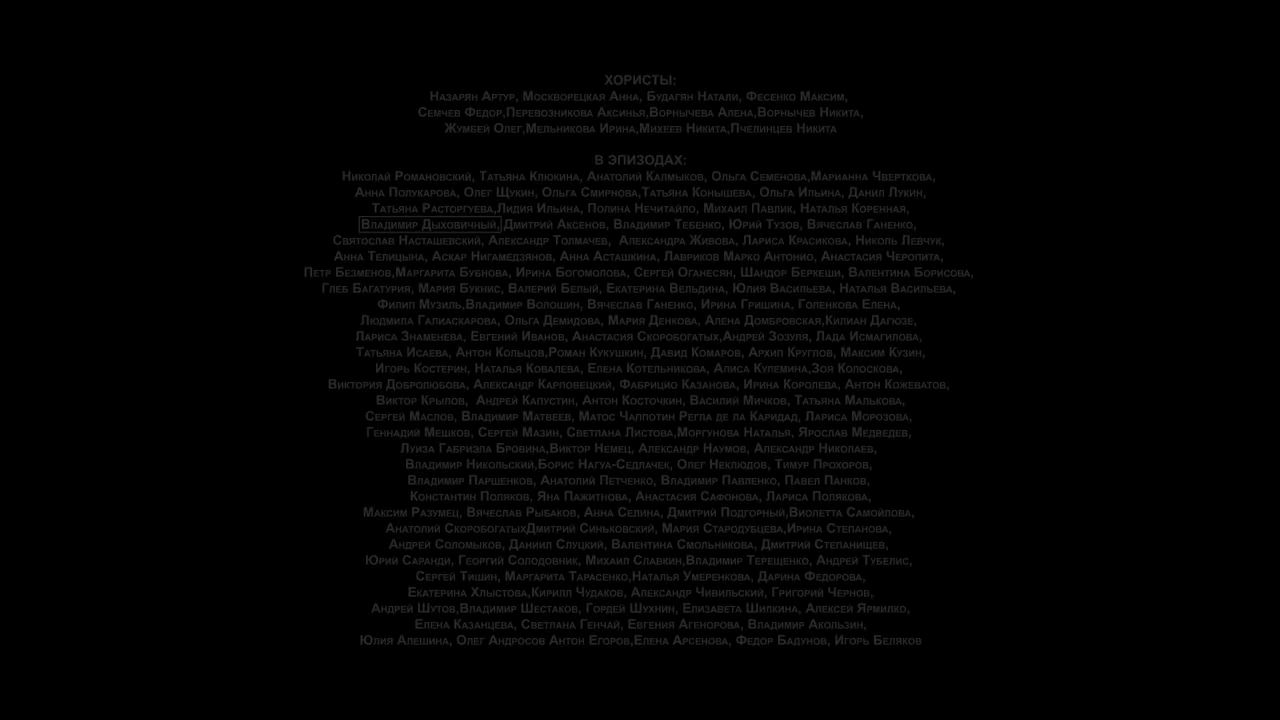 ХОРИСТЫ:
Назарян Артур, Москворецкая Анна, Будагян Натали, Фесенко Максим,
Семчев Федор,Перевозникова Аксинья,Ворнычева Алена,Ворнычев Никита,
Жумбей Олег,Мельникова Ирина,Михеев Никита,Пчелинцев Никита
В ЭПИЗОДАХ:
Николай Романовский, Татьяна Клюкина, Анатолий Калмыков, Ольга Семенова,Марианна Чверткова,
Анна Полукарова, Олег Щукин, Ольга Смирнова,Татьяна Конышева, Ольга Ильина, Данил Лукин,
Татьяна Расторгуева,Лидия Ильина, Полина Нечитайло, Михаил Павлик, Наталья Коренная,
Владимир Дыховичный, Дмитрий Аксенов, Владимир Тебенко, Юрий Тузов, Вячеслав Ганенко,
Святослав Насташевский, Александр Толмачев, Александра Живова, Лариса Красикова, Николь Левчук,
Анна Телицына, Аскар Нигамедзянов, Анна Асташкина, Лавриков Марко Антонио, Анастасия Черопита,
Петр Безменов,Маргарита Бубнова, Ирина Богомолова, Сергей Оганесян, Шандор Беркеши, Валентина Борисова,
Глеб Багатурия, Мария Букнис, Валерий Белый, Екатерина Вельдина, Юлия Васильева, Наталья Васильева,
Филип Музиль,Владимир Волошин, Вячеслав Ганенко, Ирина Гришина, Голенкова Елена,
Людмила Галиаскарова, Ольга Демидова, Мария Денкова, Алена Домбровская,Килиан Дагюзе,
Лариса Знаменева, Евгений Иванов, Анастасия Скоробогатых,Андрей Зозуля, Лада Исмагилова,
Татьяна Исаева, Антон Кольцов,Роман Кукушкин, Давид Комаров, Архип Круглов, Максим Кузин,
Игорь Костерин, Наталья Ковалева, Елена Котельникова, Алиса Кулемина,Зоя Колоскова,
Виктория Добролюбова, Александр Карловецкий, Фабрицио Казанова, Ирина Королева, Антон Кожеватов,
Виктор Крылов, Андрей Капустин, Антон Косточкин, Василий Мичков, Татьяна Малькова,
Сергей Маслов, Владимир Матвеев, Матос Чаппотин Регла де ла Каридад, Лариса Морозова,
Геннадий Мешков, Сергей Мазин, Светлана Листова,Моргунова Наталья, Ярослав Медведев,
Луиза Габриэла Бровина,Виктор Немец, Александр Наумов, Александр Николаев,
Владимир Никольский,Борис Нагуа-Седлачек, Олег Неклюдов, Тимур Прохоров,
Владимир Паршенков, Анатолий Петченко, Владимир Павленко, Павел Панков,
Константин Поляков, Яна Пажитнова, Анастасия Сафонова, Лариса Полякова,
Максим Разумец, Вячеслав Рыбаков, Анна Селина, Дмитрий Подгорный,Виолетта Самойлова,
Анатолий СкоробогатыхДмитрий Синьковский, Мария Стародубцева,Ирина Степанова,
Андрей Соломыков, Даниил Слуцкий, Валентина Смольникова, Дмитрий Степанищев,
Юрий Саранди, Георгий Солодовник, Михаил Славкин,Владимир Терещенко, Андрей Тубелис,
Сергей Тишин, Маргарита Тарасенко,Наталья Умеренкова, Дарина Федорова,
Екатерина Хлыстова,Кирилл Чудаков, Александр Чивильский, Григорий Чернов,
Андрей Шутов,Владимир Шестаков, Гордей Шухнин, Елизавета Шилкина, Алексей Ярмилко,
Елена Казанцева, Светлана Генчай, Евгения Агенорова, Владимир Акользин,
Юлия Алешина, Олег Андросов Антон Егоров,Елена Арсенова, Федор Бадунов, Игорь Беляков